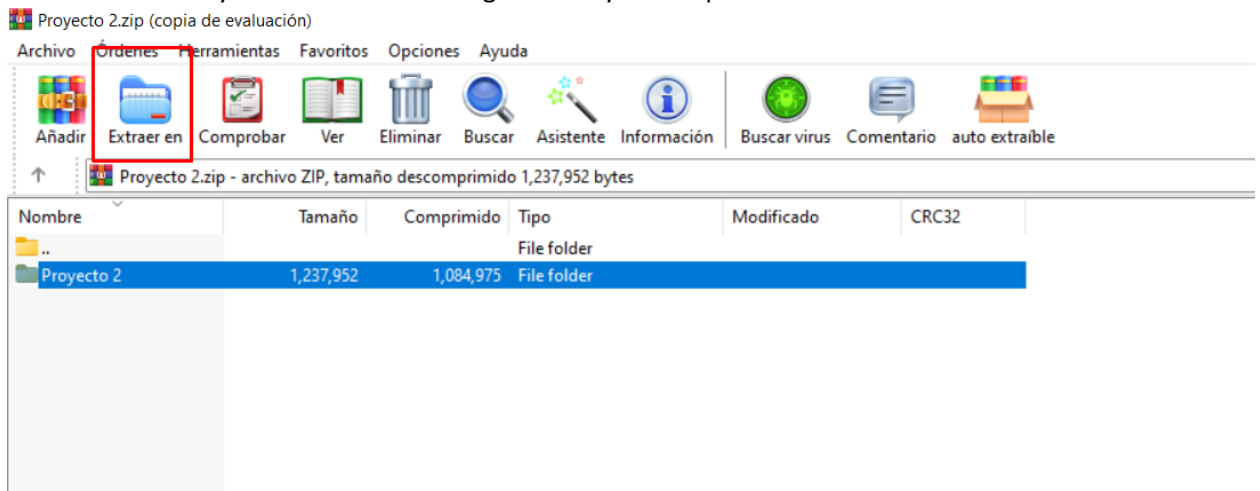 Proyecto 2.zip (copia de evaluación)
Archivo Órdenes Herramientas Favoritos Opciones Ayuda
Añadir Extraer en Comprobar Ver Eliminar Buscar Asistente Información Buscar virus Comentario auto extraíble
Proyecto 2.zip - archivo ZIP, tamaño descomprimido 1,237,952 bytes
Nombre Tamaño Comprimido Tipo Modificado CRC32
.. File folder
Proyecto 2 1,237,952 1,084,975 File folder